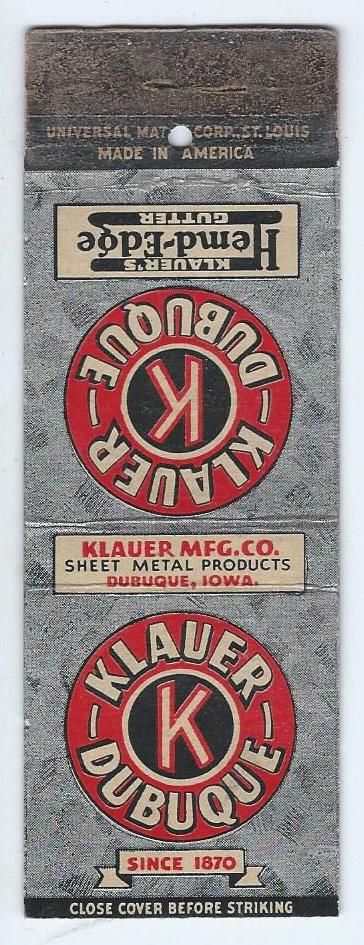 UNIVERSAL MAT CORP., ST. LOUIS
MADE IN AMERICA
KLAUER'S
Hemd-Edge
GUTTER
KLAUER
K
DUBUQUE
KLAUER MFG. CO.
SHEET METAL PRODUCTS
DUBUQUE, IOWA.
KLAUER
K
DUBUQUE
SINCE 1870
CLOSE COVER BEFORE STRIKING